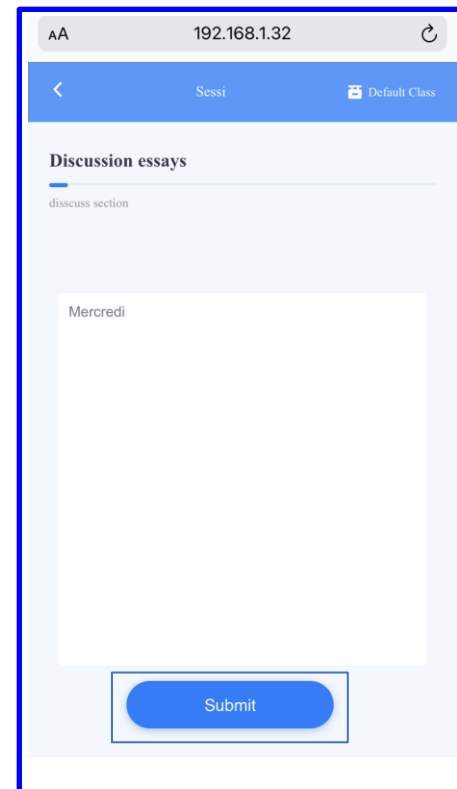 AA 192.168.1.32
Sessi Default Class
Discussion essays
disscuss section
Mercredi
Submit